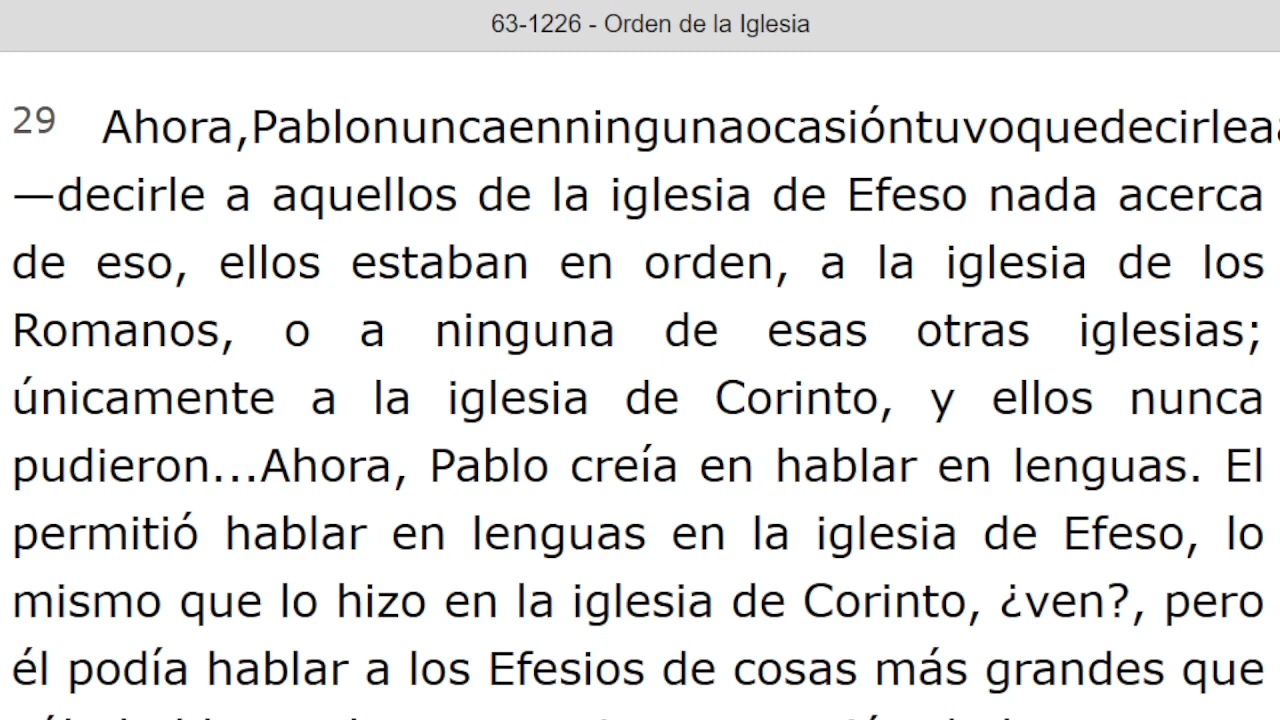 63-1226 - Orden de la Iglesia
29 Ahora,Pablonuncaenningunaocasióntuvoquedecirlea
—decirle a aquellos de la iglesia de Efeso nada acerca
de eso, ellos estaban en orden, a la iglesia de los
Romanos, o a ninguna de esas otras iglesias;
únicamente a la iglesia de Corinto, y ellos nunca
pudieron...Ahora, Pablo creía en hablar en lenguas. El
permitió hablar en lenguas en la iglesia de Efeso, lo
mismo que lo hizo en la iglesia de Corinto, ¿ven?, pero
él podía hablar a los Efesios de cosas más grandes que